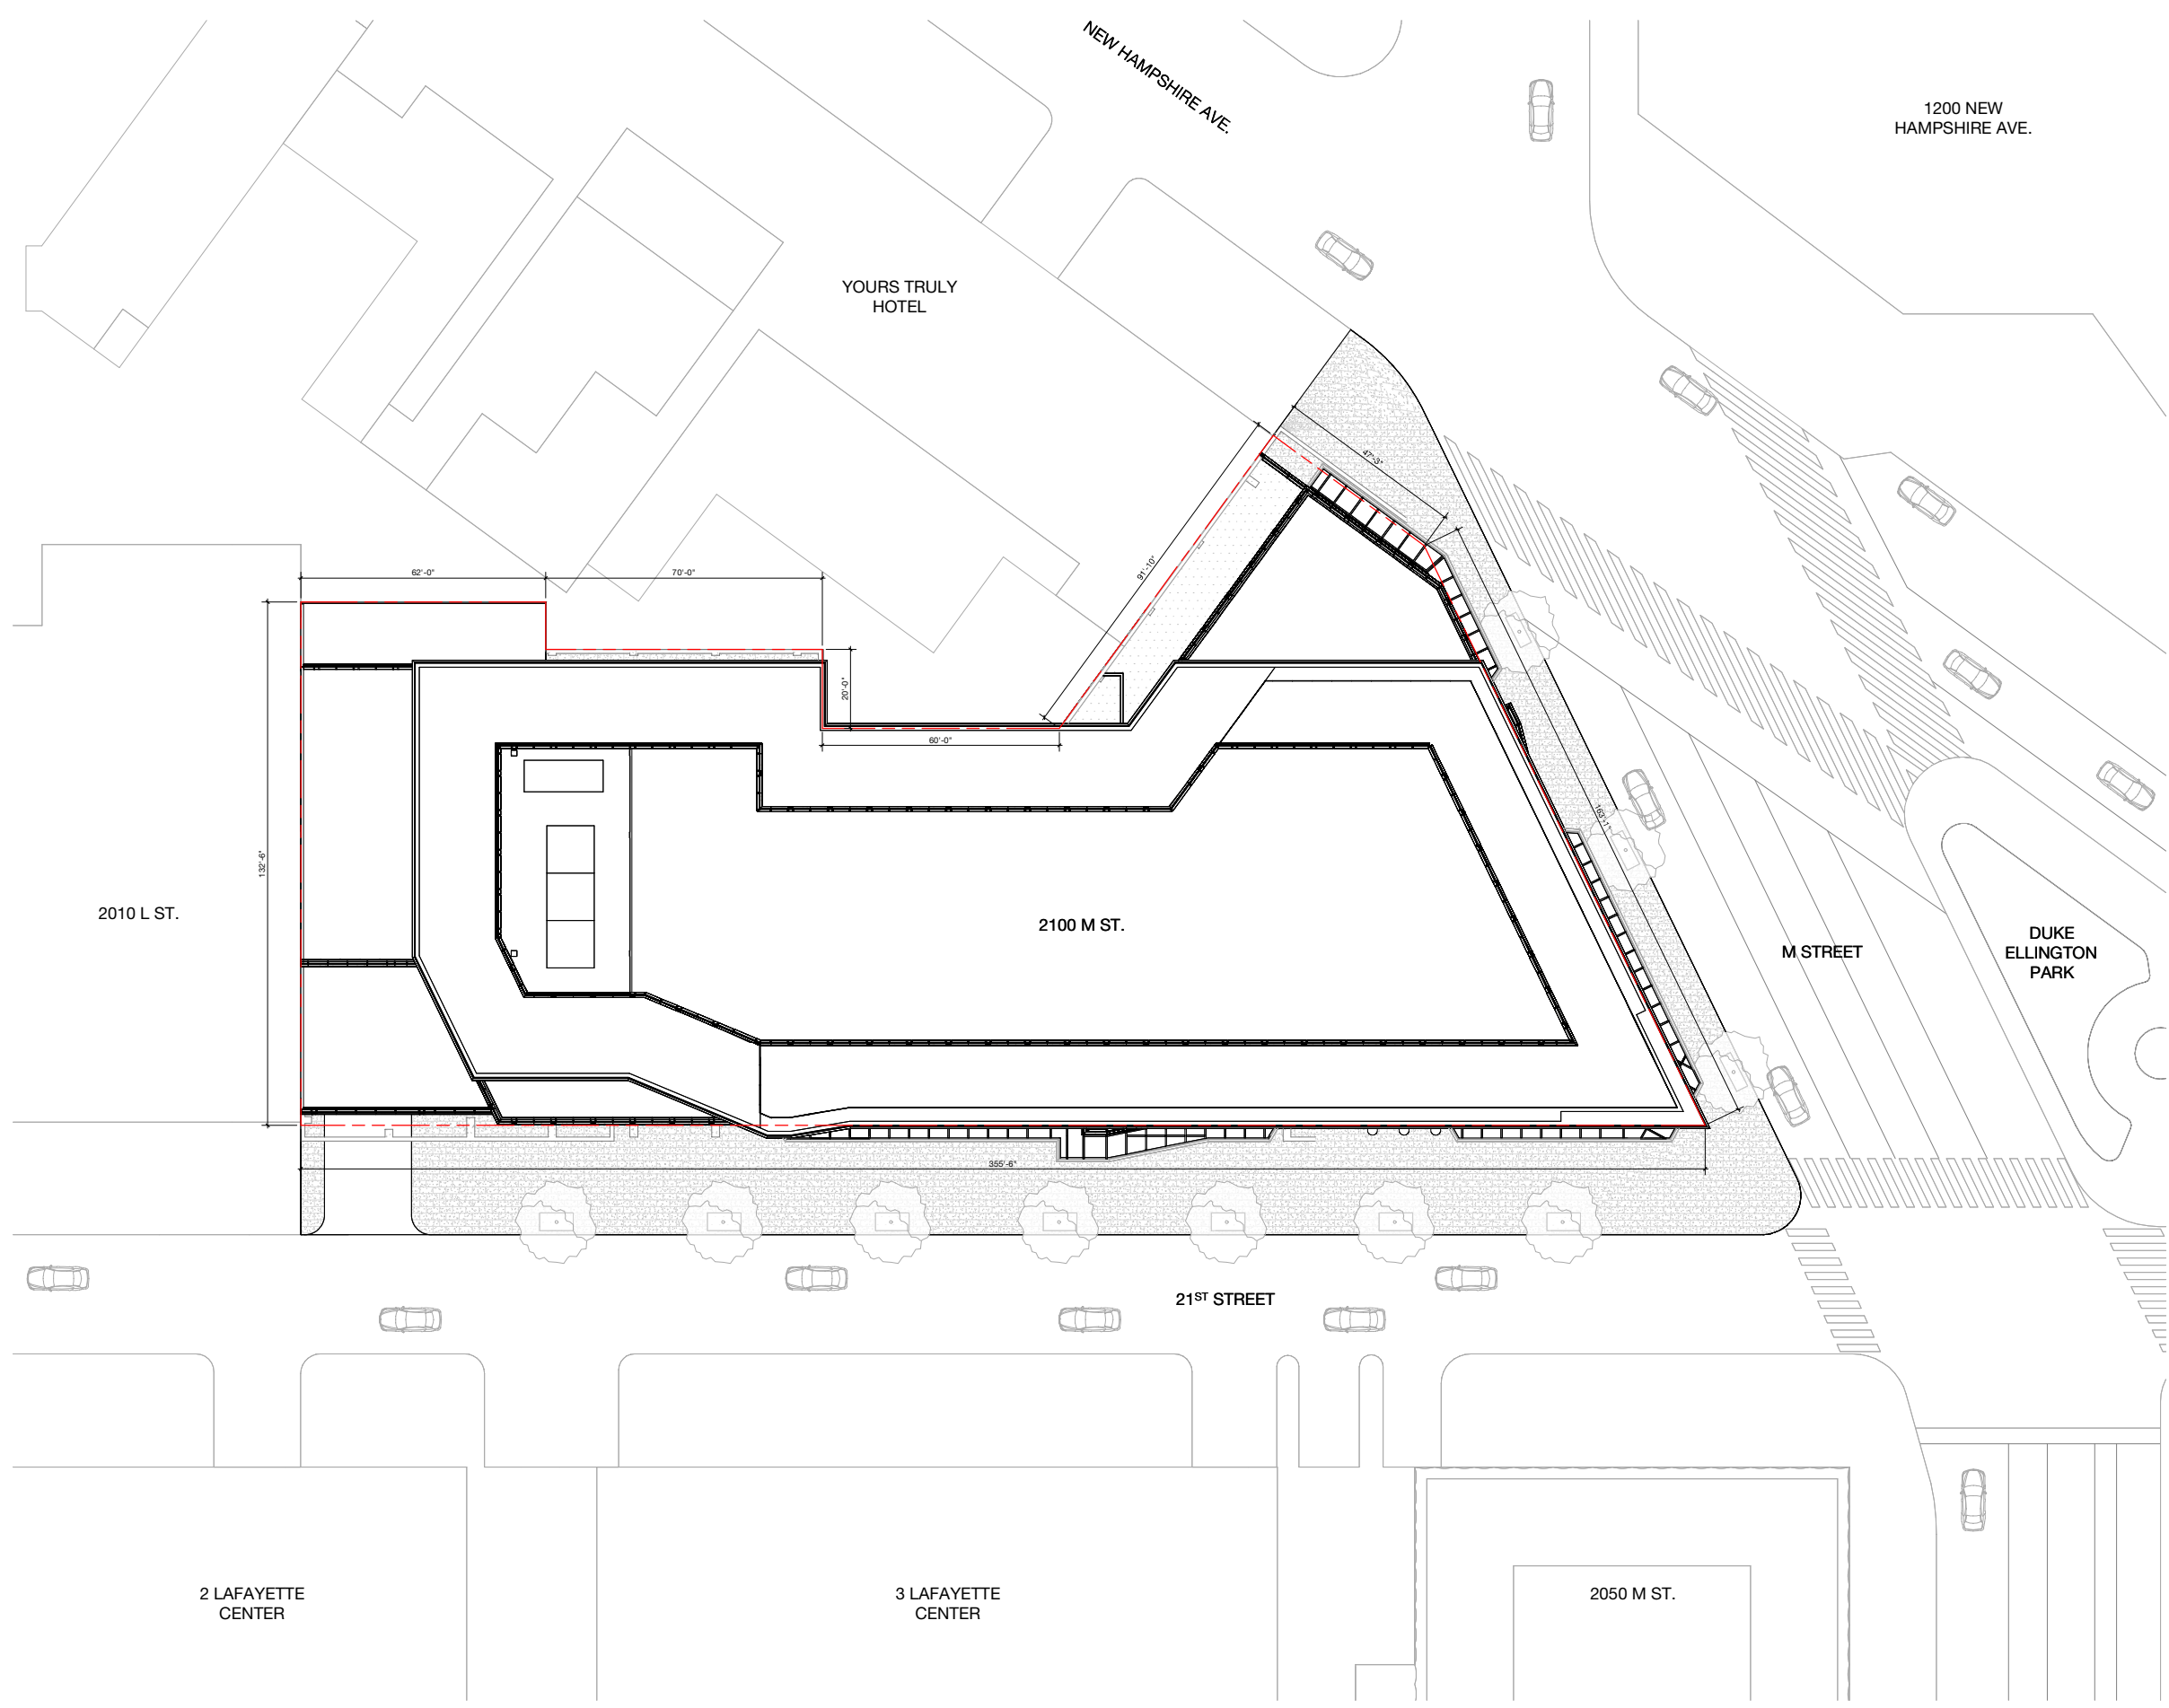 NEW HAMPSHIRE AVE.
1200 NEW
HAMPSHIRE AVE.
YOURS TRULY
HOTEL
47'-3"
91'-10"
62'-0"
70'-0"
20'-0"
60'-0"
132'-6"
163'-1"
2010 L ST.
2100 M ST.
M STREET
DUKE
ELLINGTON
PARK
355'-6"
21ST STREET
2 LAFAYETTE
CENTER
3 LAFAYETTE
CENTER
2050 M ST.